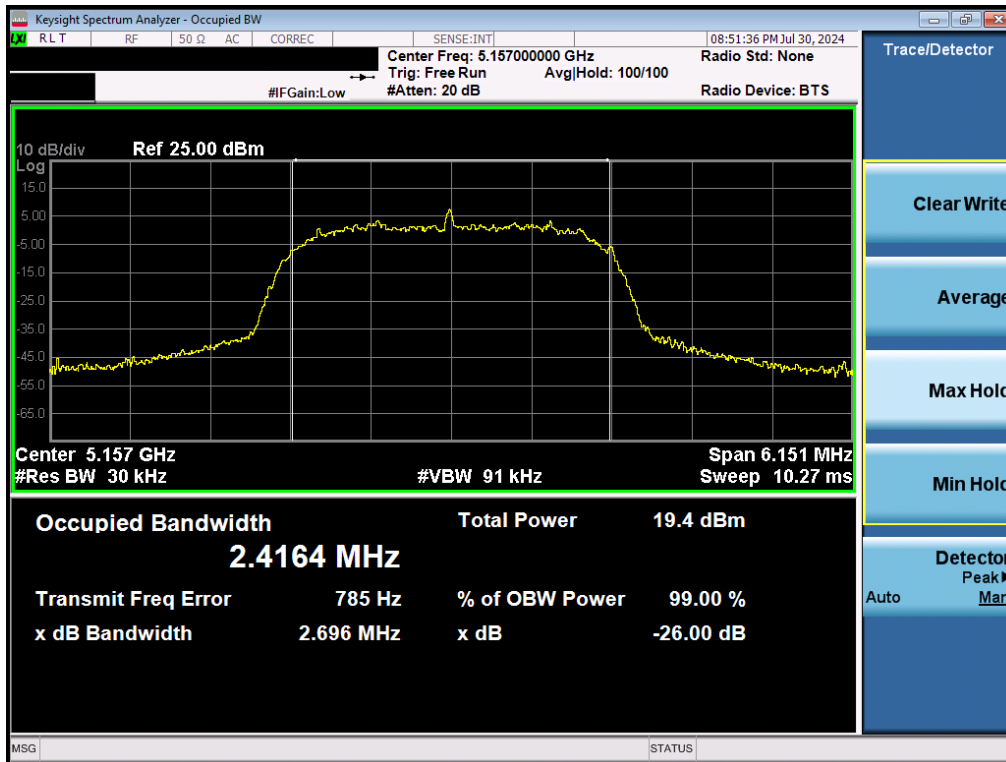 Keysight Spectrum Analyzer - Occupied BW
LXI RLT RF 50 Ω AC CORREC SENSE:INT 08:51:36 PM Jul 30, 2024
Center Freq: 5.157000000 GHz Radio Std: None
Trig: Free Run Avg|Hold: 100/100
#IFGain:Low #Atten: 20 dB Radio Device: BTS
Trace/Detector
10 dB/div Ref 25.00 dBm
Log
15.0
5.00
-5.00
-15.0
-25.0
-35.0
-45.0
-55.0
-65.0
Center 5.157 GHz Span 6.151 MHz
#Res BW 30 kHz #VBW 91 kHz Sweep 10.27 ms
Occupied Bandwidth Total Power 19.4 dBm
2.4164 MHz
Transmit Freq Error 785 Hz % of OBW Power 99.00 %
x dB Bandwidth 2.696 MHz x dB -26.00 dB
Clear Write
Average
Max Hold
Min Hold
Detector
Peak
Auto Man
MSG STATUS